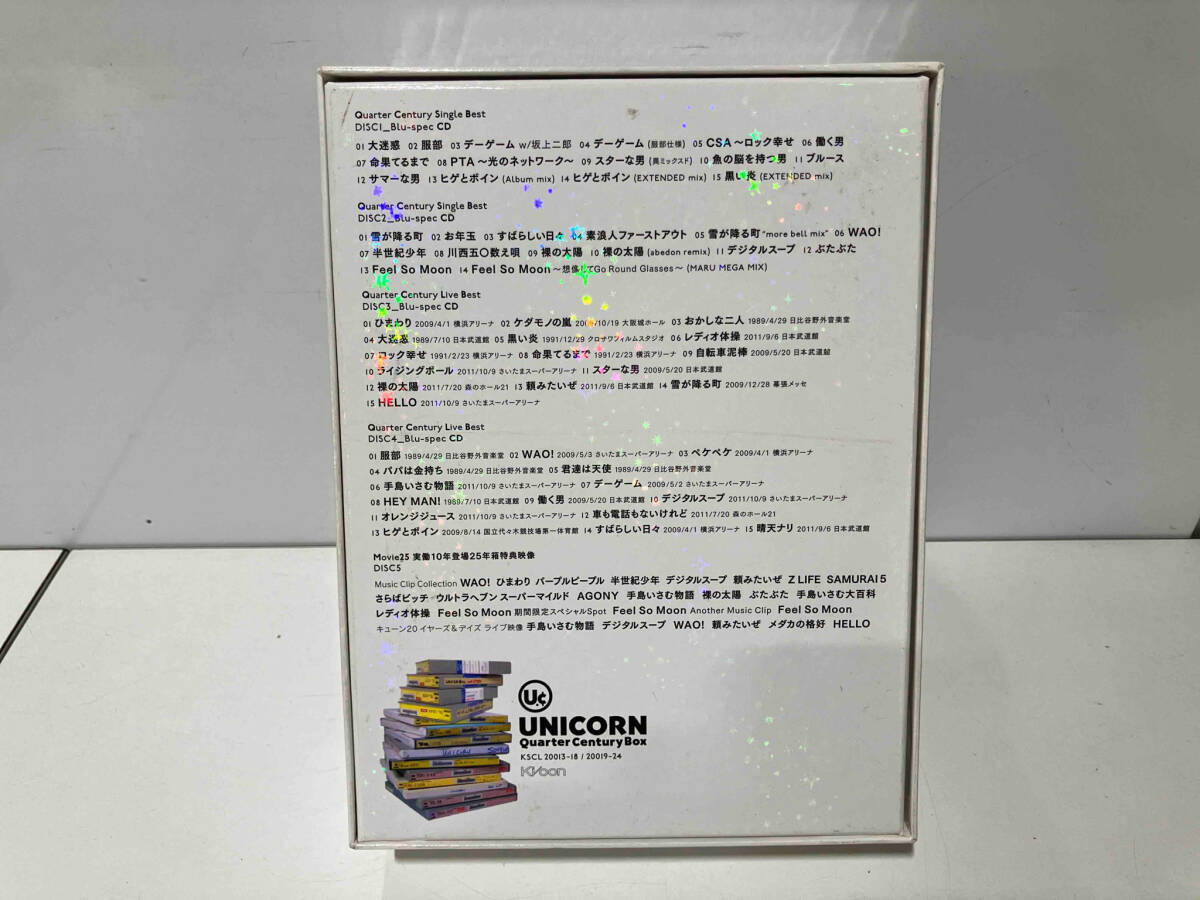 Quarter Century Single Best
DISC1_Blu-spec CD
01 大迷惑 02 服部 03 デーゲーム w/坂上二郎 04 デーゲーム (服部仕様) 05 CSA～ロック幸せ 06 働く男
07 命果てるまで 08 PTA～光のネットワーク～ 09 スターな男 (異ミックスド) 10 魚の脳を持つ男 11 ブルース
12 サマーな男 13 ヒゲとボイン (Album mix) 14 ヒゲとボイン (EXTENDED mix) 15 黒い炎 (EXTENDED mix)
Quarter Century Single Best
DISC2_Blu-spec CD
01 雪が降る町 02 お年玉 03 すばらしい日々 04 素浪人ファーストアウト 05 雪が降る町 "more bell mix" 06 WAO!
07 半世紀少年 08 川西五〇数え唄 09 裸の太陽 10 裸の太陽 (abedon remix) 11 デジタルスープ 12 ぶたぶた
13 Feel So Moon 14 Feel So Moon ～想像してGo Round Glasses～ (MARU MEGA MIX)
Quarter Century Live Best
DISC3_Blu-spec CD
01 ひまわり 2009/4/1 横浜アリーナ 02 ケダモノの嵐 10/19 大阪城ホール 03 おかしな二人 1989/4/29 日比谷野外音楽堂
04 大迷惑 1989/7/10 日本武道館 05 黒い炎 1991/12/29 クロサワフィルムスタジオ 06 レディオ体操 2011/9/6 日本武道館
07 ロック幸せ 1991/2/23 横浜アリーナ 08 命果てるまで 1991/2/23 横浜アリーナ 09 自転車泥棒 2009/5/20 日本武道館
10 ライジングボール 2011/10/9 さいたまスーパーアリーナ 11 スターな男 2009/5/20 日本武道館
12 裸の太陽 2011/7/20 森のホール21 13 頼みたいぜ 2011/9/6 日本武道館 14 雪が降る町 2009/12/28 幕張メッセ
15 HELLO 2011/10/9 さいたまスーパーアリーナ
Quarter Century Live Best
DISC4_Blu-spec CD
01 服部 1989/4/29 日比谷野外音楽堂 02 WAO! 2009/5/3 さいたまスーパーアリーナ 03 ペケペケ 2009/4/1 横浜アリーナ
04 パパは金持ち 1989/4/29 日比谷野外音楽堂 05 君達は天使 1989/4/29 日比谷野外音楽堂
06 手島いさむ物語 2011/10/9 さいたまスーパーアリーナ 07 デーゲーム 2009/5/2 さいたまスーパーアリーナ
08 HEY MAN! 1989/7/10 日本武道館 09 働く男 2009/5/20 日本武道館 10 デジタルスープ 2011/10/9 さいたまスーパーアリーナ
11 オレンジジュース 2011/10/9 さいたまスーパーアリーナ 12 車も電話もないけれど 2011/7/20 森のホール21
13 ヒゲとボイン 2009/8/14 国立代々木競技場第一体育館 14 すばらしい日々 2009/4/1 横浜アリーナ 15 晴天ナリ 2011/9/6 日本武道館
Movie25 実働10年登場25年箱特典映像
DISC5
Music Clip Collection WAO! ひまわり パープルピープル 半世紀少年 デジタルスープ 頼みたいぜ Z LIFE SAMURAI 5
さらばビッチ ウルトラヘブンスーパーマイルド AGONY 手島いさむ物語 裸の太陽 ぶたぶた 手島いさむ大百科
レディオ体操 Feel So Moon 期間限定スペシャルSpot Feel So Moon Another Music Clip Feel So Moon
キューン20 イヤーズ&デイズ ライブ映像 手島いさむ物語 デジタルスープ WAO! 頼みたいぜ メダカの格好 HELLO
UC
UNICORN
Quarter Century Box
KSCL 20013-18 / 20019-24
Ki/oon